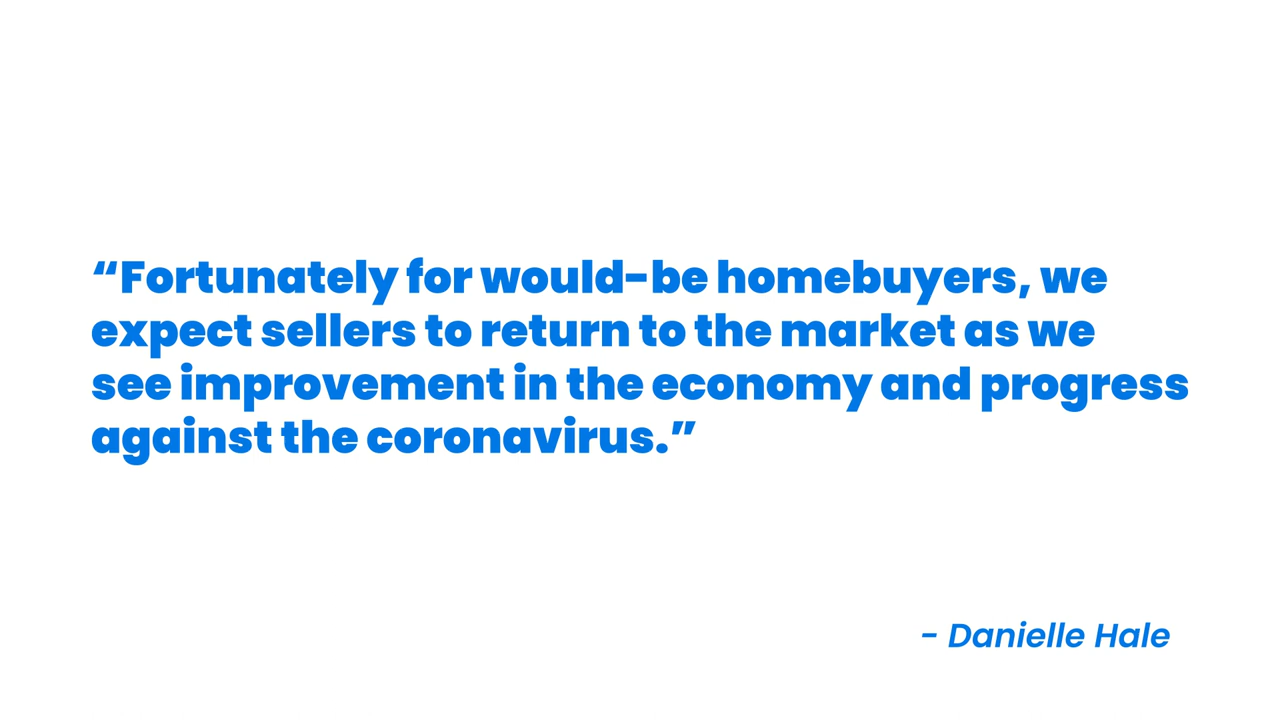 “Fortunately for would-be homebuyers, we
expect sellers to return to the market as we
see improvement in the economy and progress
against the coronavirus.”
- Danielle Hale